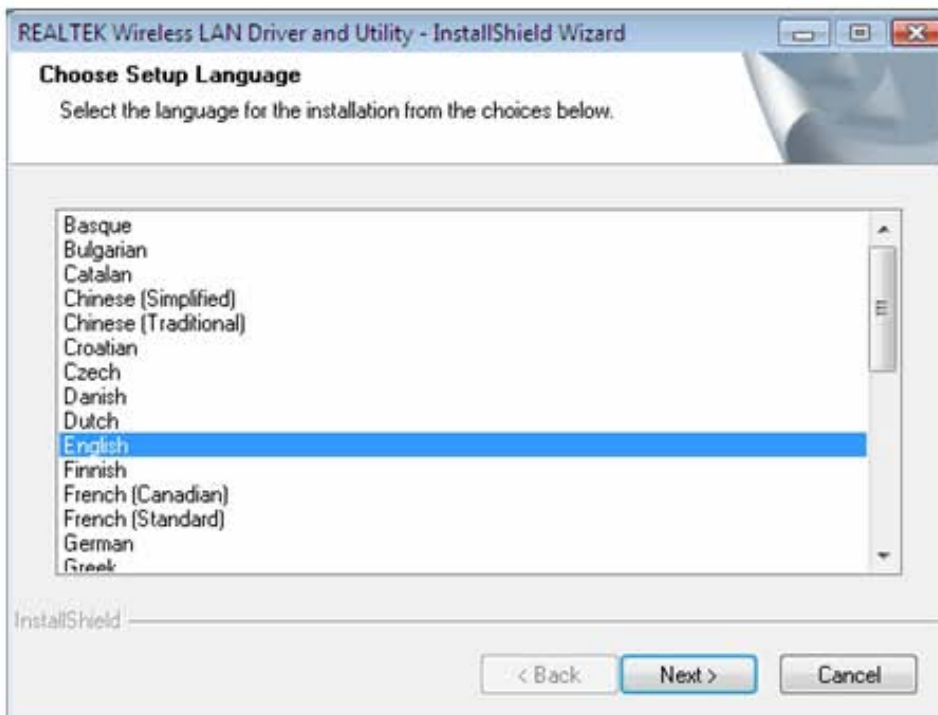 REALTEK Wireless LAN Driver and Utility - InstallShield Wizard
Choose Setup Language
Select the language for the installation from the choices below.
Basque
Bulgarian
Catalan
Chinese (Simplified)
Chinese (Traditional)
Croatian
Czech
Danish
Dutch
English
Finnish
French (Canadian)
French (Standard)
German
Greek
InstallShield
< Back Next > Cancel